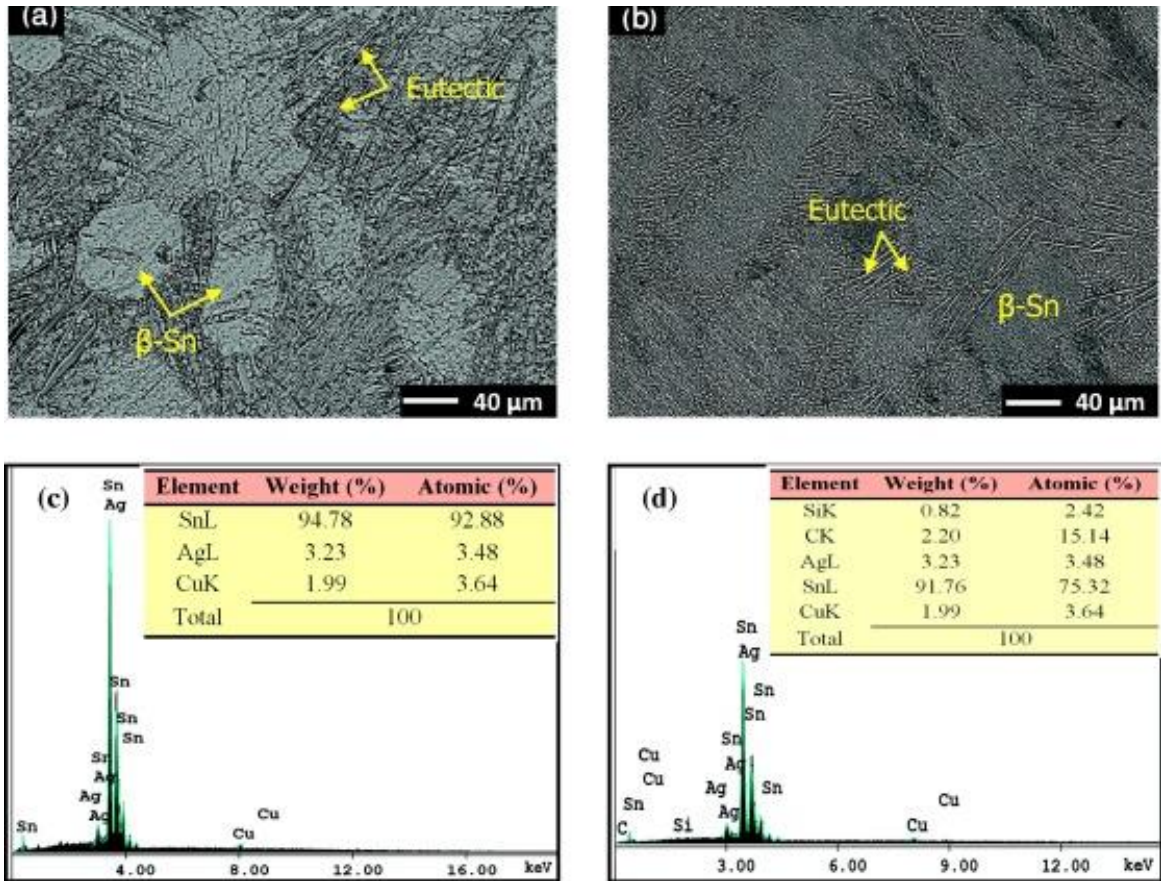 (a)
Eutectic
β-Sn
40 µm
(b)
Eutectic
β-Sn
40 µm
(c)
Sn
Ag
Element Weight (%) Atomic (%)
SnL 94.78 92.88
AgL 3.23 3.48
CuK 1.99 3.64
Total 100
Sn
Sn
Sn
Sn
Ag
Ag
Ag
Sn
Cu
Cu
4.00 8.00 12.00 16.00 keV
(d)
Element Weight (%) Atomic (%)
SiK 0.82 2.42
CK 2.20 15.14
AgL 3.23 3.48
SnL 91.76 75.32
CuK 1.99 3.64
Total 100
Sn
Ag
Sn
Sn
Sn
Cu
Ag
Cu
Ag
Sn
Sn
Cu
Ag
C
Si
Cu
3.00 6.00 9.00 12.00 keV